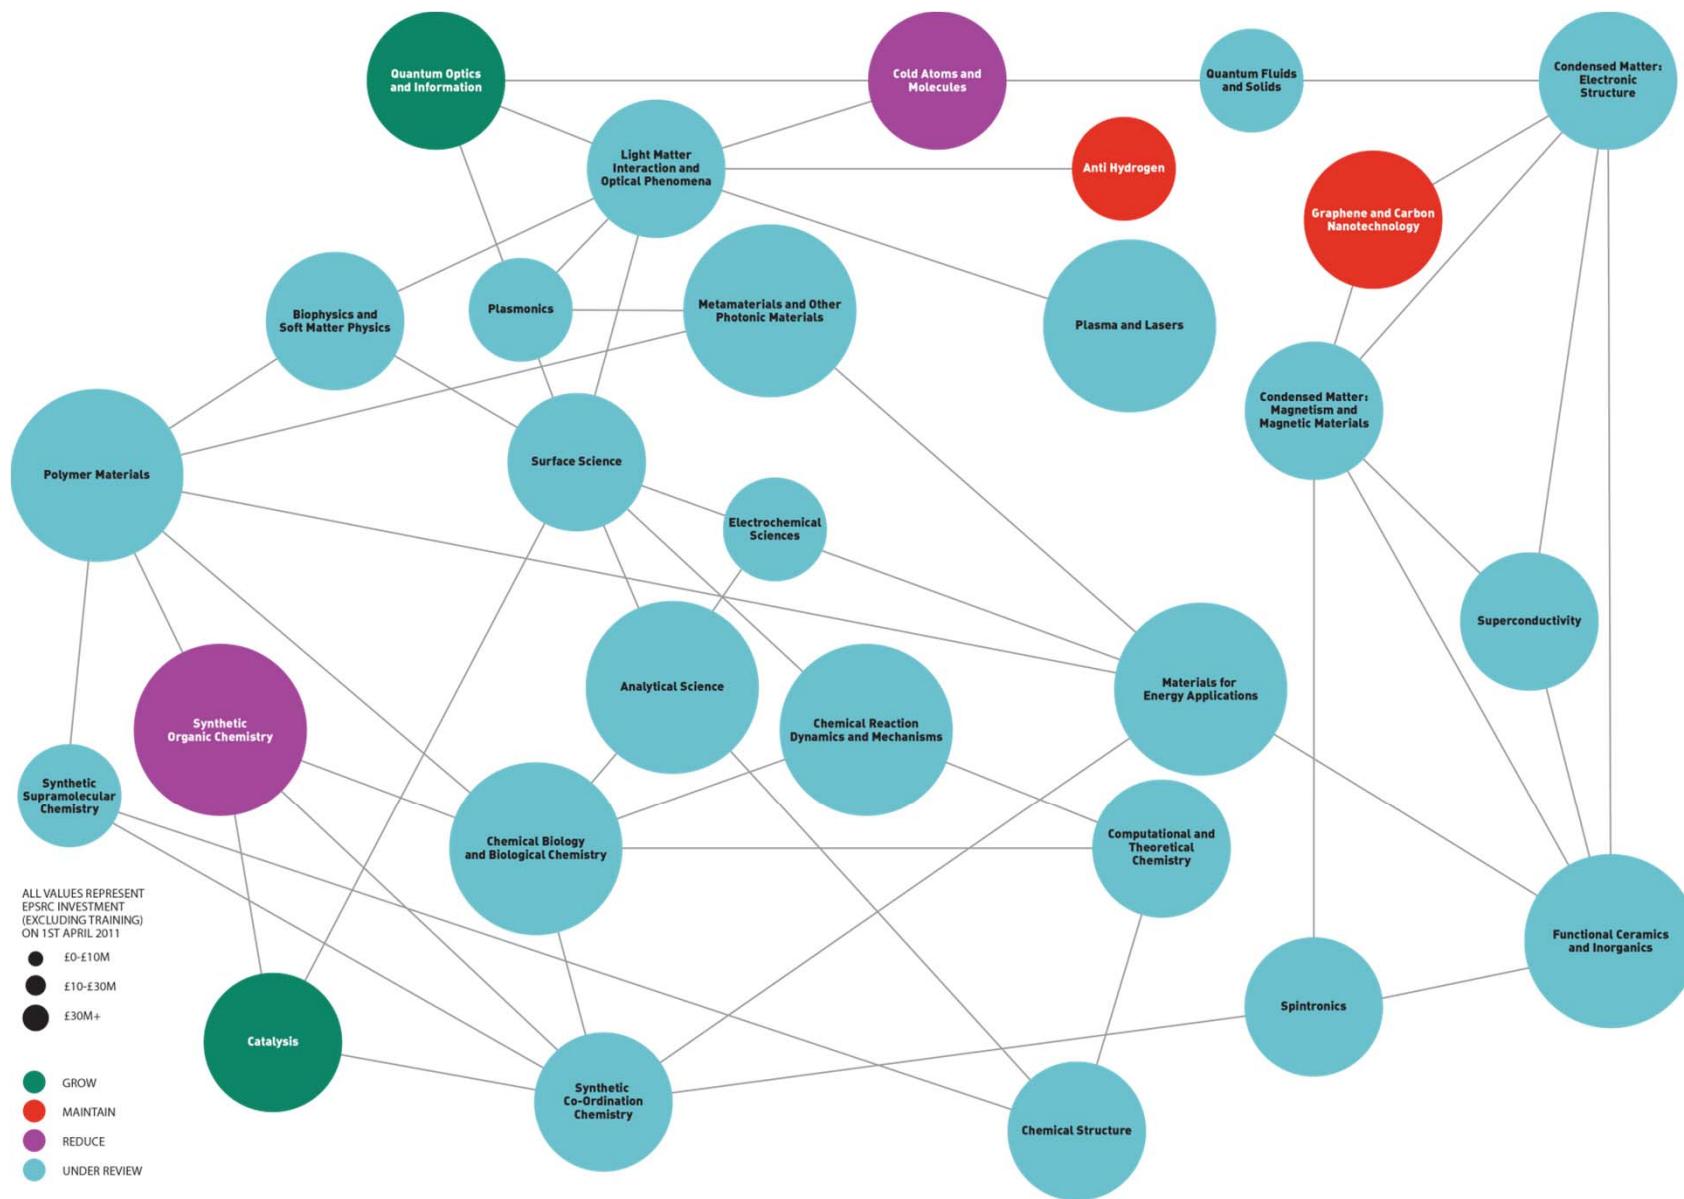 Quantum Optics
and Information
Cold Atoms and
Molecules
Quantum Fluids
and Solids
Condensed Matter:
Electronic
Structure
Light Matter
Interaction and
Optical Phenomena
Anti Hydrogen
Graphene and Carbon
Nanotechnology
Biophysics and
Soft Matter Physics
Plasmonics
Metamaterials and Other
Photonic Materials
Plasma and Lasers
Condensed Matter:
Magnetism and
Magnetic Materials
Polymer Materials
Surface Science
Electrochemical
Sciences
Superconductivity
Analytical Science
Materials for
Energy Applications
Synthetic
Organic Chemistry
Chemical Reaction
Dynamics and Mechanisms
Synthetic
Supramolecular
Chemistry
Chemical Biology
and Biological Chemistry
Computational and
Theoretical
Chemistry
Functional Ceramics
and Inorganics
Spintronics
Catalysis
Synthetic
Co-Ordination
Chemistry
Chemical Structure
ALL VALUES REPRESENT
EPSRC INVESTMENT
(EXCLUDING TRAINING)
ON 1ST APRIL 2011
£0-£10M
£10-£30M
£30M+
GROW
MAINTAIN
REDUCE
UNDER REVIEW